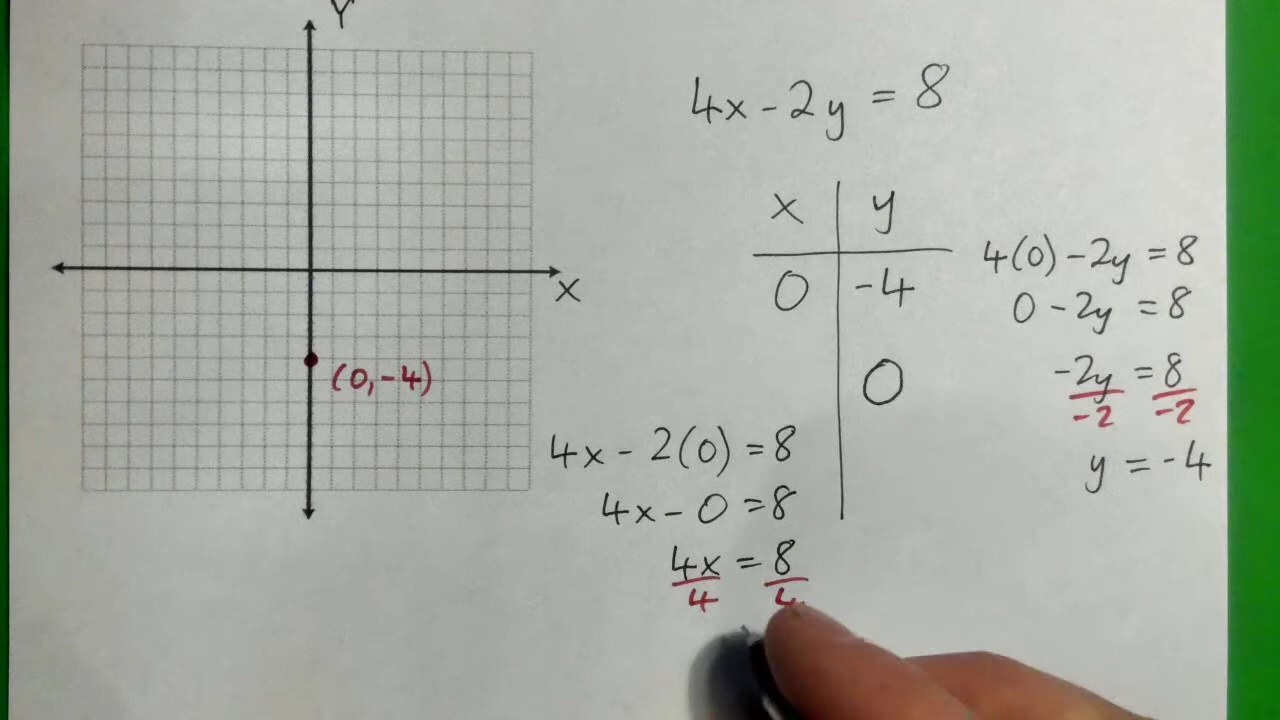 Y
X
(0,-4)
4x - 2y = 8
x y
0 -4
0
4(0) - 2y = 8
0 - 2y = 8
-2y = 8
-2 -2
y = -4
4x - 2(0) = 8
4x - 0 = 8
4x = 8
4 4